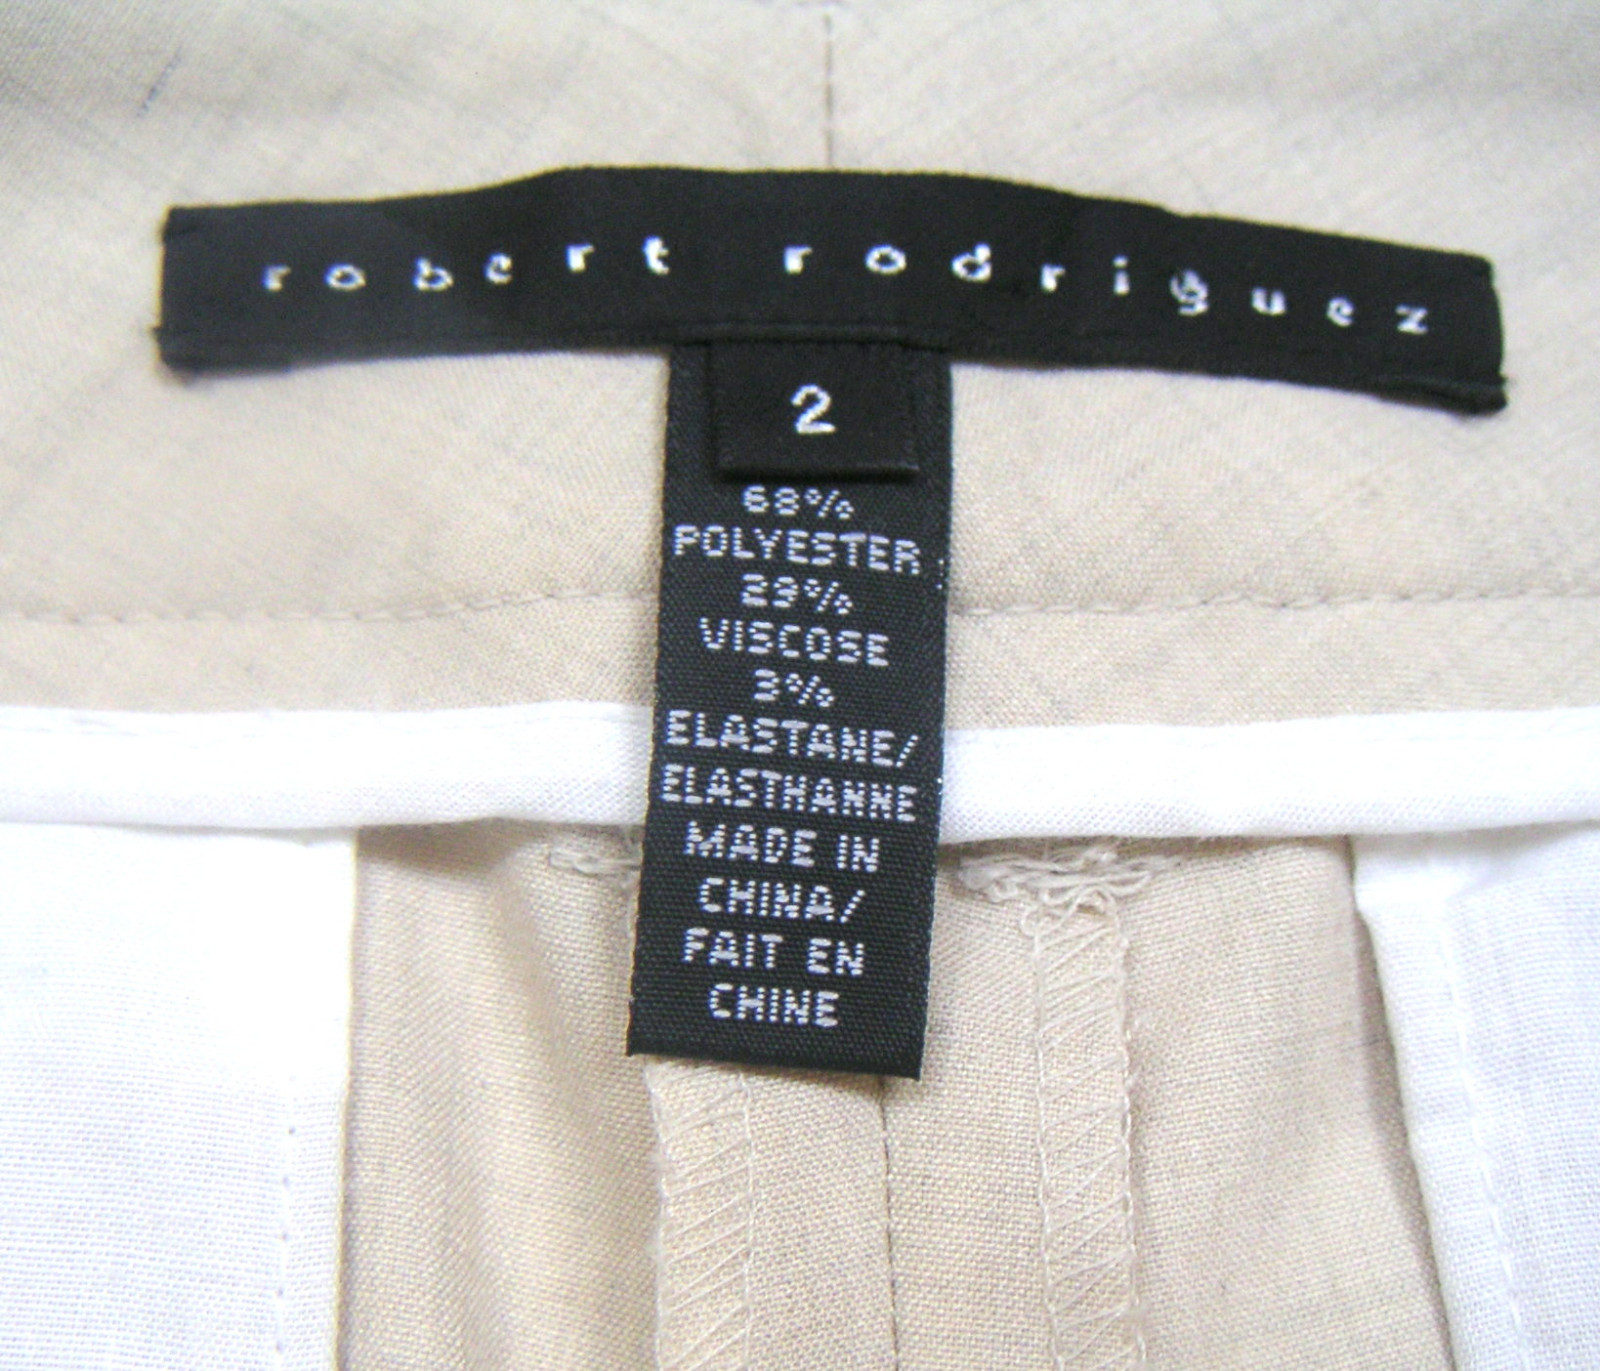 robert rodriguez
2
68%
POLYESTER
29%
VISCOSE
3%
ELASTANE/
ELASTHANNE
MADE IN
CHINA/
FAIT EN
CHINE